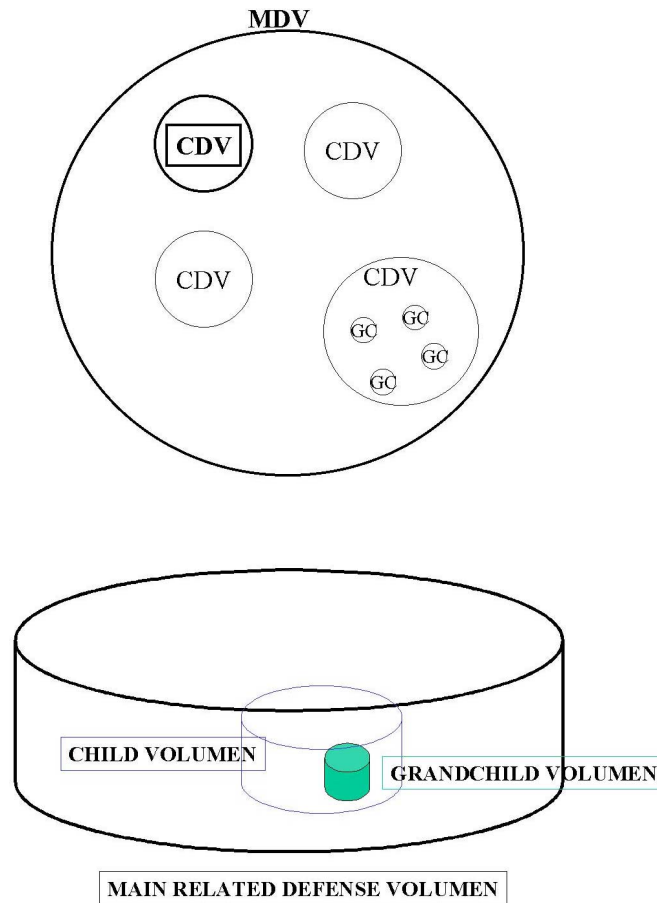 MDV
CDV
CDV
CDV
CDV
GC
GC
GC
GC
CHILD VOLUMEN
GRANDCHILD VOLUMEN
MAIN RELATED DEFENSE VOLUMEN